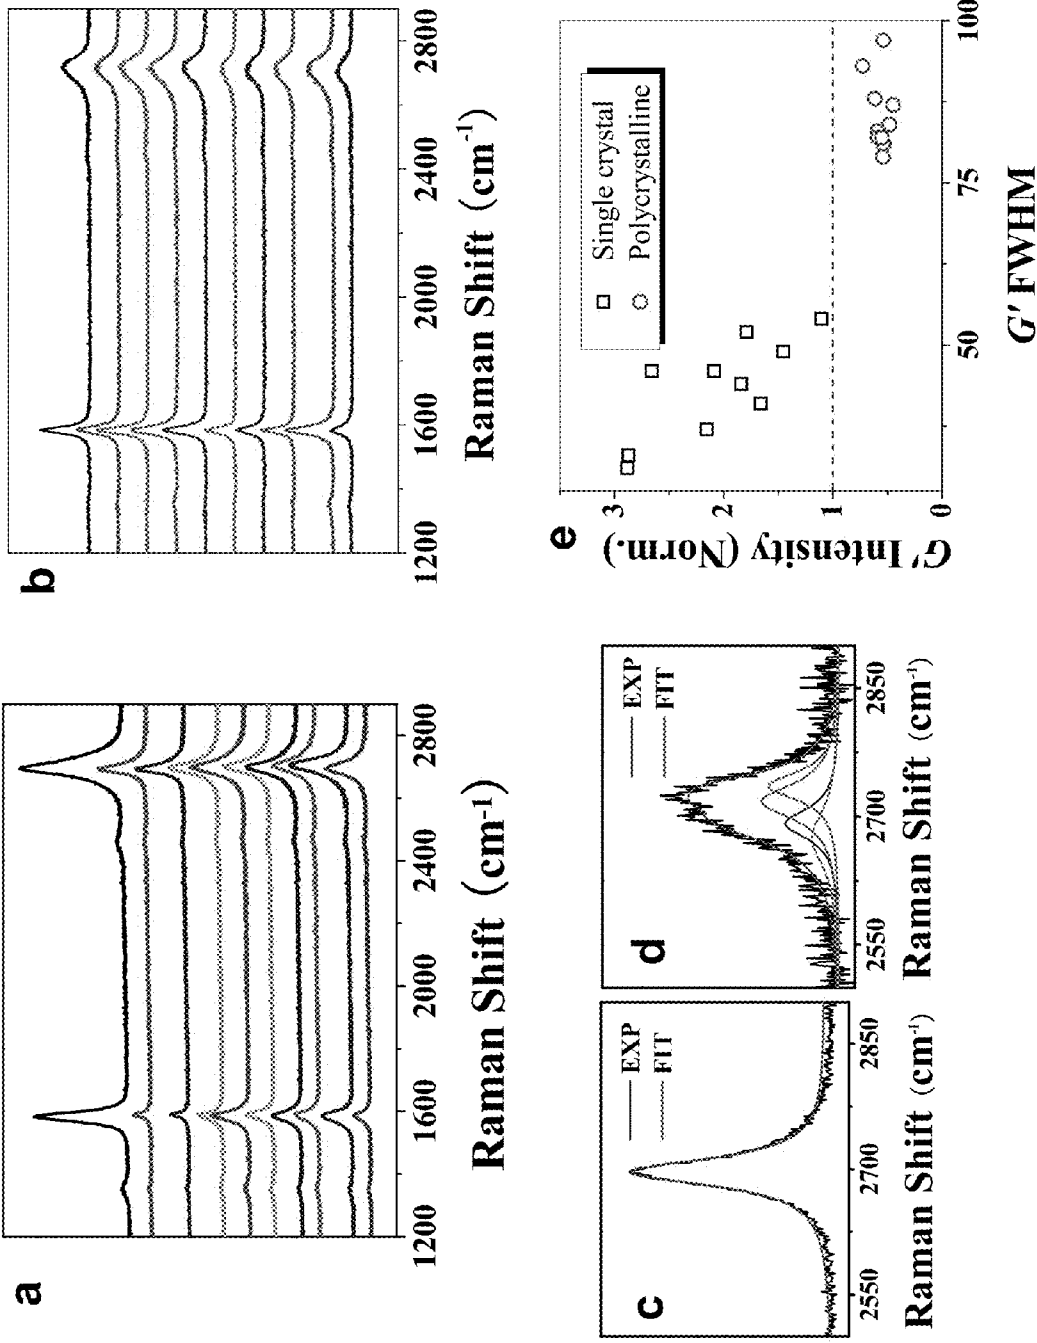 a
1200 1600 2000 2400 2800
Raman Shift (cm-1)
b
1200 1600 2000 2400 2800
Raman Shift (cm-1)
c
EXP
FIT
2550 2700 2850
Raman Shift (cm-1)
d
EXP
FIT
2550 2700 2850
Raman Shift (cm-1)
e
G' Intensity (Norm.)
3
2
1
0
Single crystal
Polycrystalline
50 75 100
G' FWHM